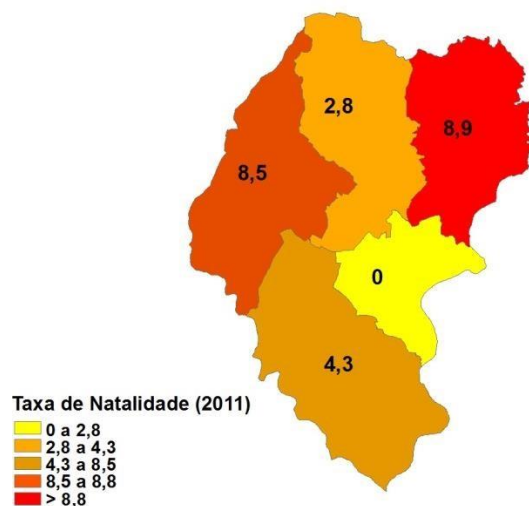 2,8
8,9
8,5
0
4,3
Taxa de Natalidade (2011)
0 a 2,8
2,8 a 4,3
4,3 a 8,5
8,5 a 8,8
> 8,8